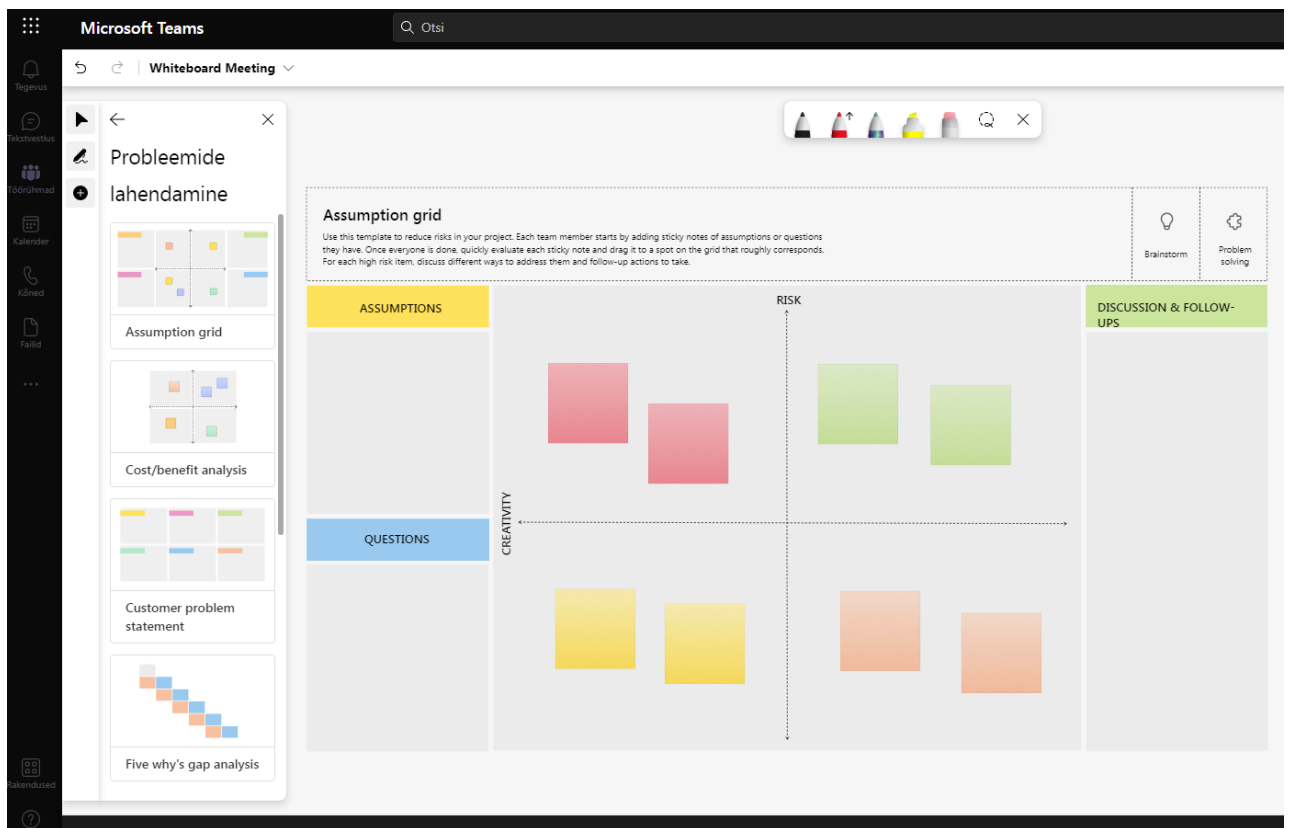 Microsoft Teams
Otsi
Whiteboard Meeting
Tegevus
Tekstvestlus
Töörühmad
Kalender
Kõned
Failid
Rakendused
Probleemide
lahendamine
Assumption grid
Cost/benefit analysis
Customer problem
statement
Five why's gap analysis
Assumption grid
Use this template to reduce risks in your project. Each team member starts by adding sticky notes of assumptions or questions
they have. Once everyone is done, quickly evaluate each sticky note and drag it to a spot on the grid that roughly corresponds.
For each high risk item, discuss different ways to address them and follow-up actions to take.
Brainstorm
Problem
solving
ASSUMPTIONS
RISK
DISCUSSION & FOLLOW-
UPS
CREATIVITY
QUESTIONS